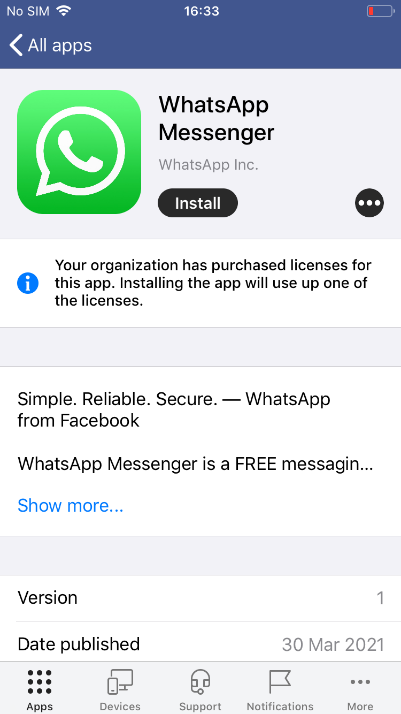 No SIM 16:33
All apps
WhatsApp
Messenger
WhatsApp Inc.
Install
Your organization has purchased licenses for
this app. Installing the app will use up one of
the licenses.
Simple. Reliable. Secure. — WhatsApp
from Facebook
WhatsApp Messenger is a FREE messagin...
Show more...
Version 1
Date published 30 Mar 2021
Apps Devices Support Notifications More